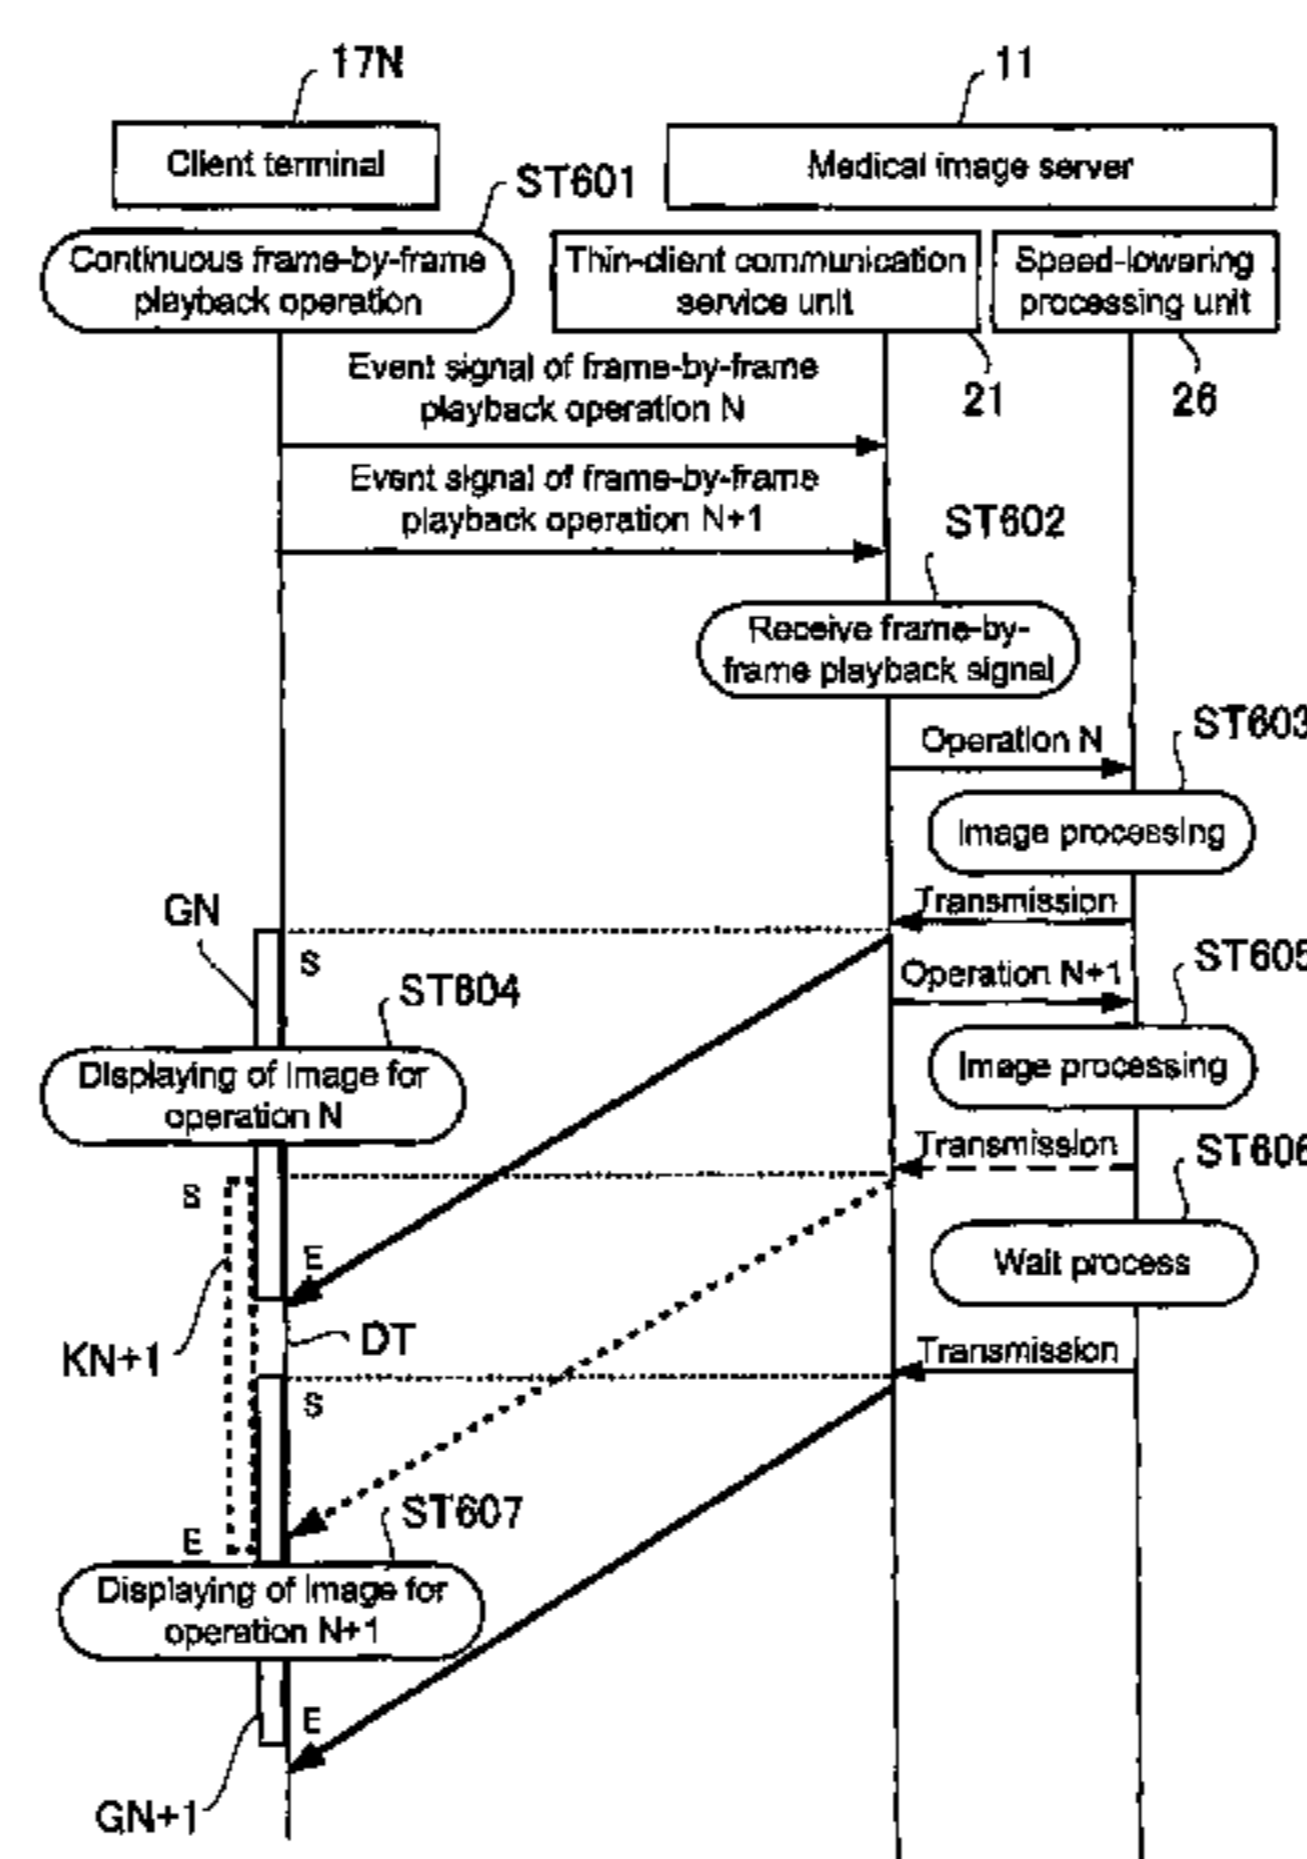 17N
11
Client terminal
Medical image server
ST601
Continuous frame-by-frame
playback operation
Thin-client communication
service unit
Speed-lowering
processing unit
21
26
Event signal of frame-by-frame
playback operation N
Event signal of frame-by-frame
playback operation N+1
ST602
Receive frame-by-
frame playback signal
Operation N
ST603
Image processing
Transmission
GN
S
Operation N+1
ST605
ST604
Image processing
Displaying of image for
operation N
Transmission
ST606
S
E
Wait process
KN+1
DT
Transmission
S
ST607
E
Displaying of image for
operation N+1
E
GN+1